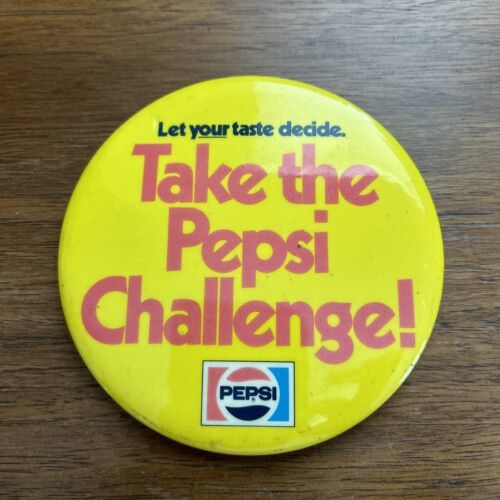 Let your taste decide.
Take the
Pepsi
Challenge!
PEPSI